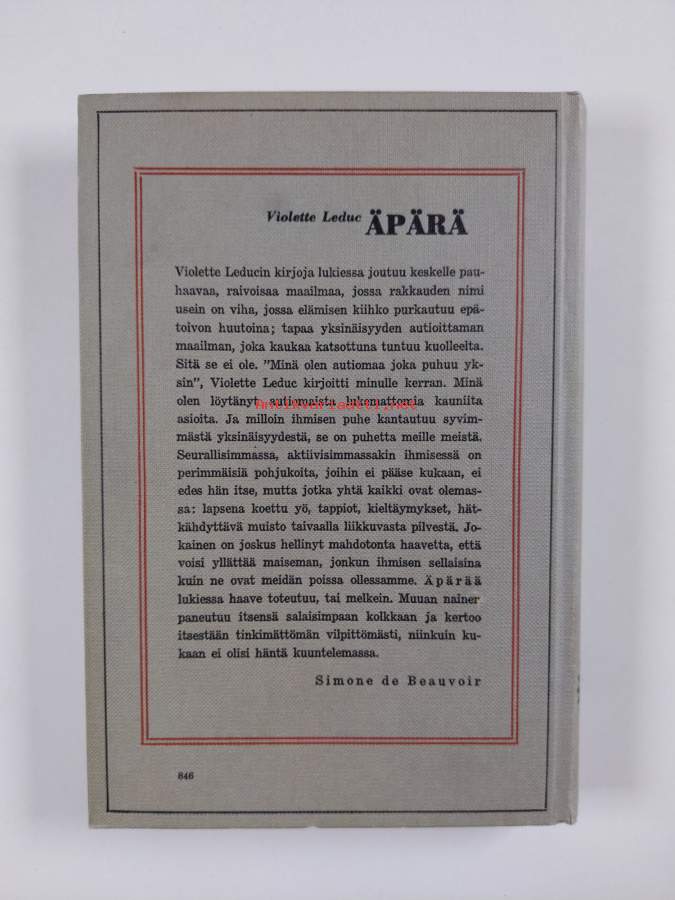 Violette Leduc ÄPÄRÄ
Violette Leducin kirjoja lukiessa joutuu keskelle pau-
haavaa, raivoisaa maailmaa, jossa rakkauden nimi
usein on viha, jossa elämisen kiihko purkautuu epä-
toivon huutoina; tapaa yksinäisyyden autioittaman
maailman, joka kaukaa katsottuna tuntuu kuolleelta.
Sitä se ei ole. "Minä olen autiomaa joka puhuu yk-
sin", Violette Leduc kirjoitti minulle kerran. Minä
olen löytänyt autiomaista lukemattomia kauniita
Antikvariaatti.net
asioita. Ja milloin ihmisen puhe kantautuu syvim-
mästä yksinäisyydestä, se on puhetta meille meistä.
Seurallisimmassa, aktiivisimmassakin ihmisessä on
perimmäisiä pohjukoita, joihin ei pääse kukaan, ei
edes hän itse, mutta jotka yhtä kaikki ovat olemas-
sa: lapsena koettu yö, tappiot, kieltäymykset, hät-
kähdyttävä muisto taivaalla liikkuvasta pilvestä. Jo-
kainen on joskus hellinyt mahdotonta haavetta, että
voisi yllättää maiseman, jonkun ihmisen sellaisina
kuin ne ovat meidän poissa ollessamme. Äpärää
lukiessa haave toteutuu, tai melkein. Muuan nainen
paneutuu itsensä salaisimpaan kolkkaan ja kertoo
itsestään tinkimättömän vilpittömästi, niinkuin ku-
kaan ei olisi häntä kuuntelemassa.
Simone de Beauvoir
846